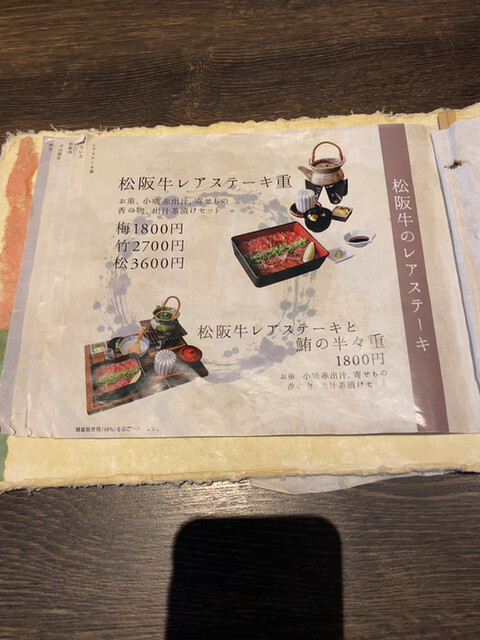 松阪牛レアステーキ重
お重、小吸赤出汁、寄せもの
香の物、出汁茶漬けセット
梅1800円
竹2700円
松3600円
松阪牛のレアステーキ
松阪牛レアステーキと
鮪の半々重
1800円
お重、小吸赤出汁、寄せもの
香の物、出汁茶漬けセット